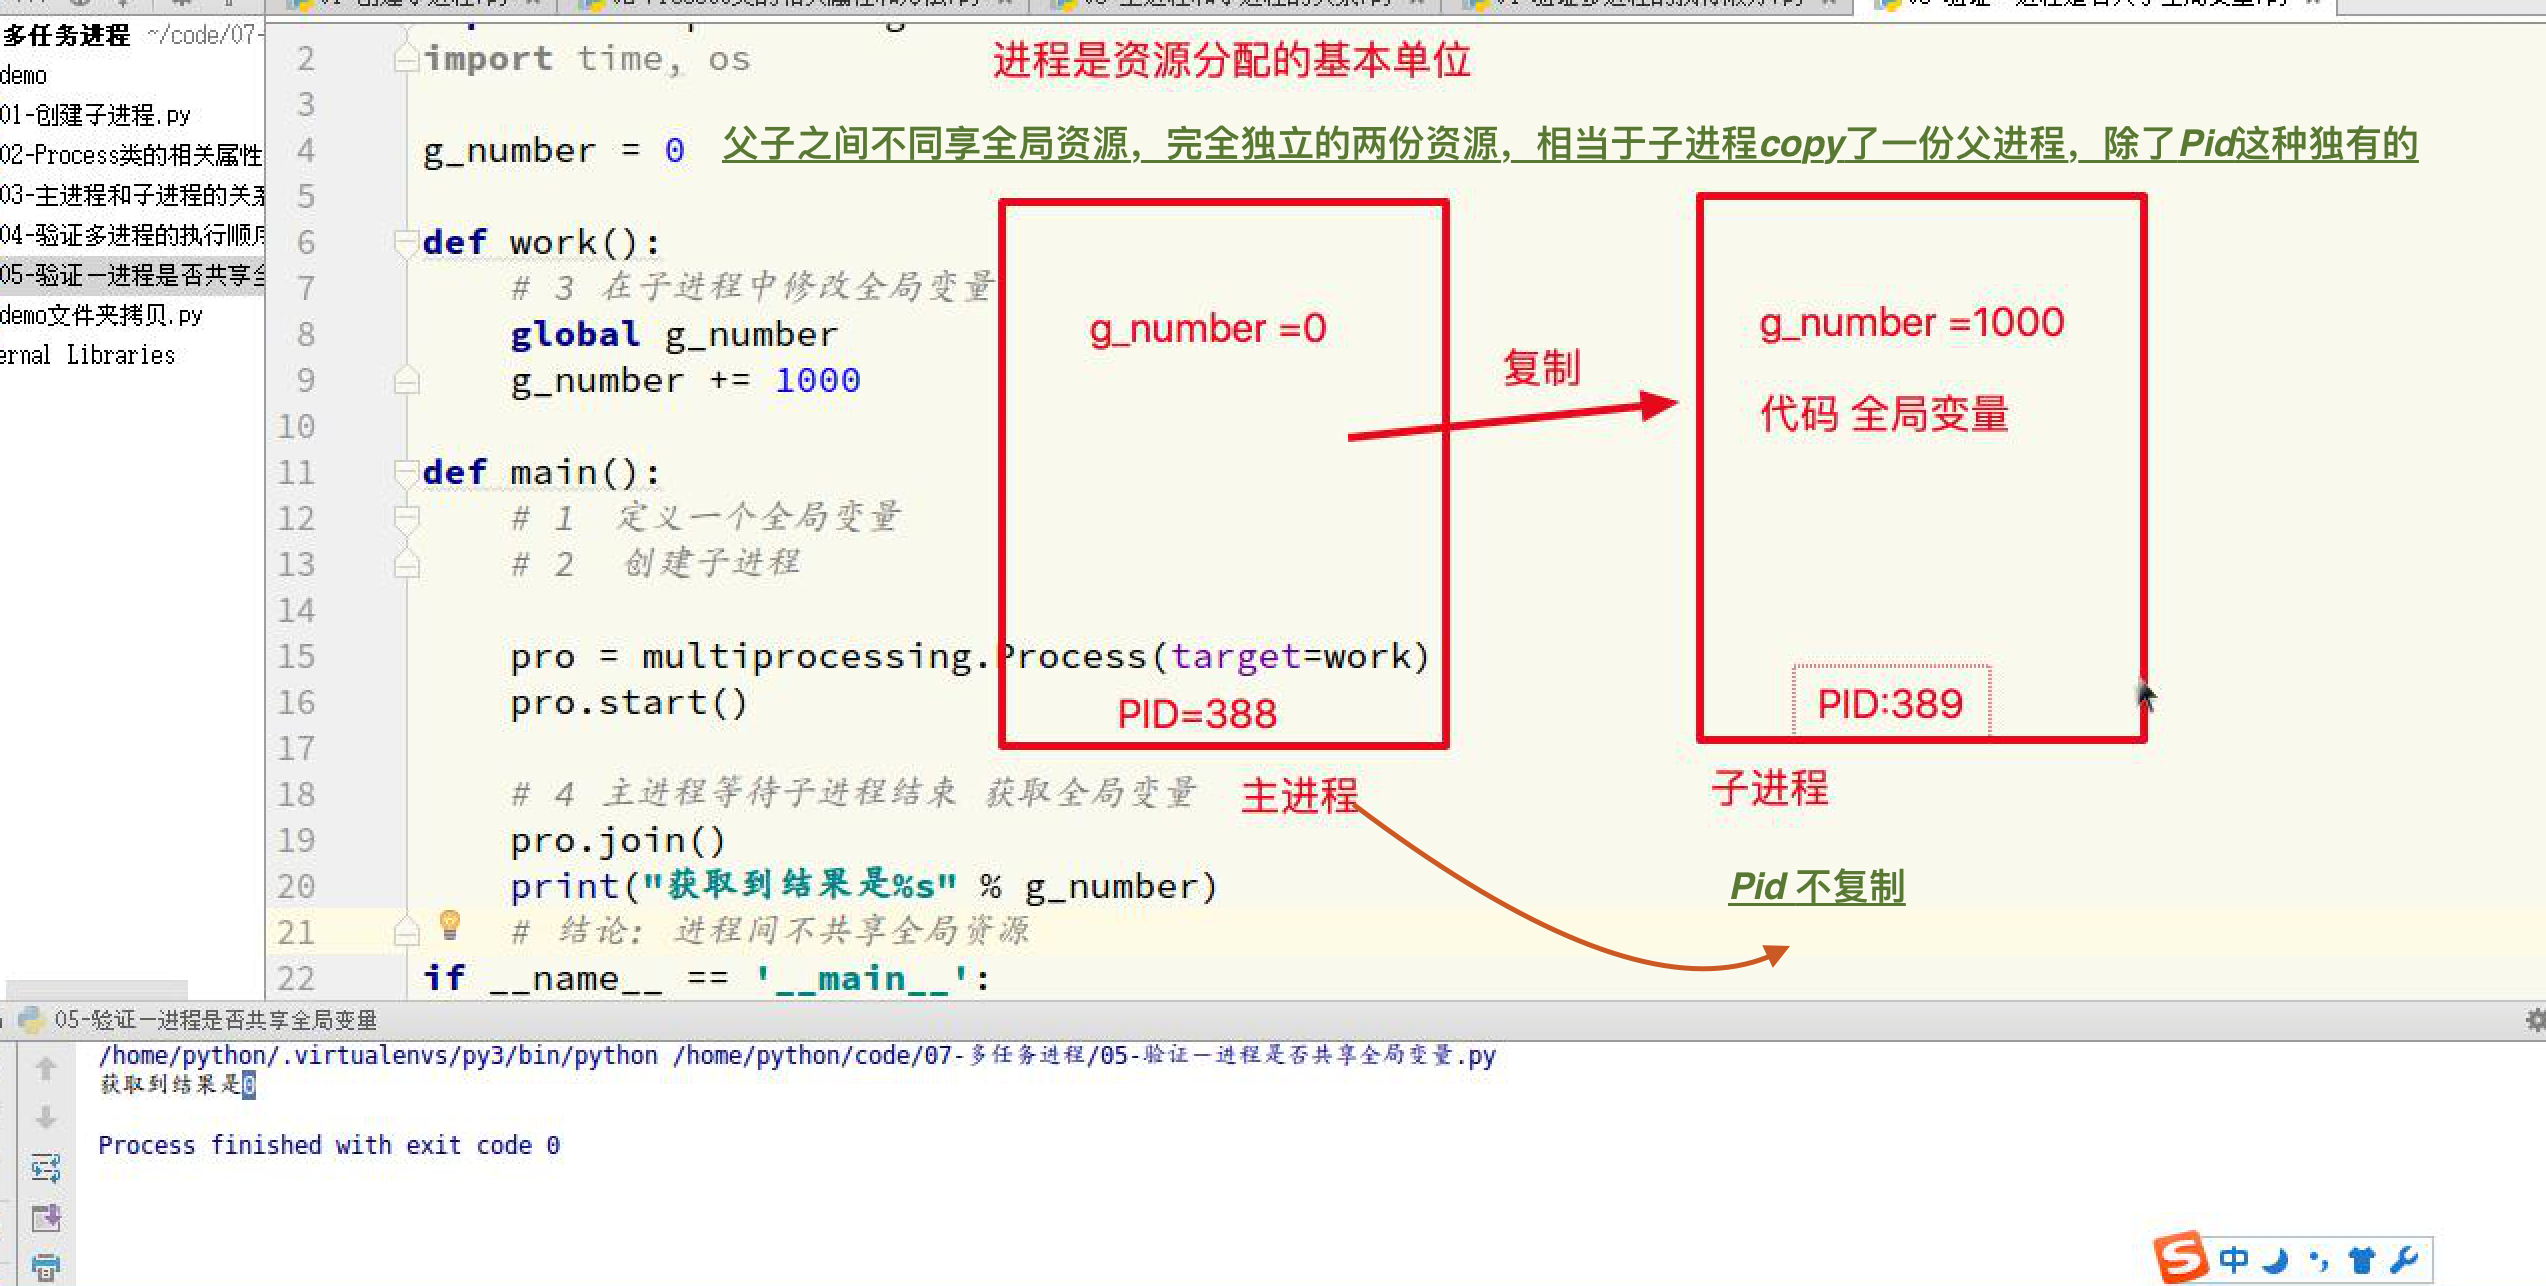 多任务进程 ~/code/07-
demo
01-创建子进程.py
02-Process类的相关属性
03-主进程和子进程的关系
04-验证多进程的执行顺序
05-验证一进程是否共享全
demo文件夹拷贝.py
ernal Libraries
2 import time, os
进程是资源分配的基本单位
3
4 g_number = 0
父子之间不同享全局资源，完全独立的两份资源，相当于子进程copy了一份父进程，除了Pid这种独有的
5
6 def work():
7 # 3 在子进程中修改全局变量
8 global g_number
9 g_number += 1000
10
11 def main():
12 # 1 定义一个全局变量
13 # 2 创建子进程
14
15 pro = multiprocessing.Process(target=work)
16 pro.start()
17
18 # 4 主进程等待子进程结束 获取全局变量
19 pro.join()
20 print("获取到结果是%s" % g_number)
21 # 结论: 进程间不共享全局资源
22 if __name__ == '__main__':
g_number =0
PID=388
主进程
复制
g_number =1000
代码 全局变量
PID:389
子进程
Pid 不复制
05-验证一进程是否共享全局变量
/home/python/.virtualenvs/py3/bin/python /home/python/code/07-多任务进程/05-验证一进程是否共享全局变量.py
获取到结果是0
Process finished with exit code 0
S 中